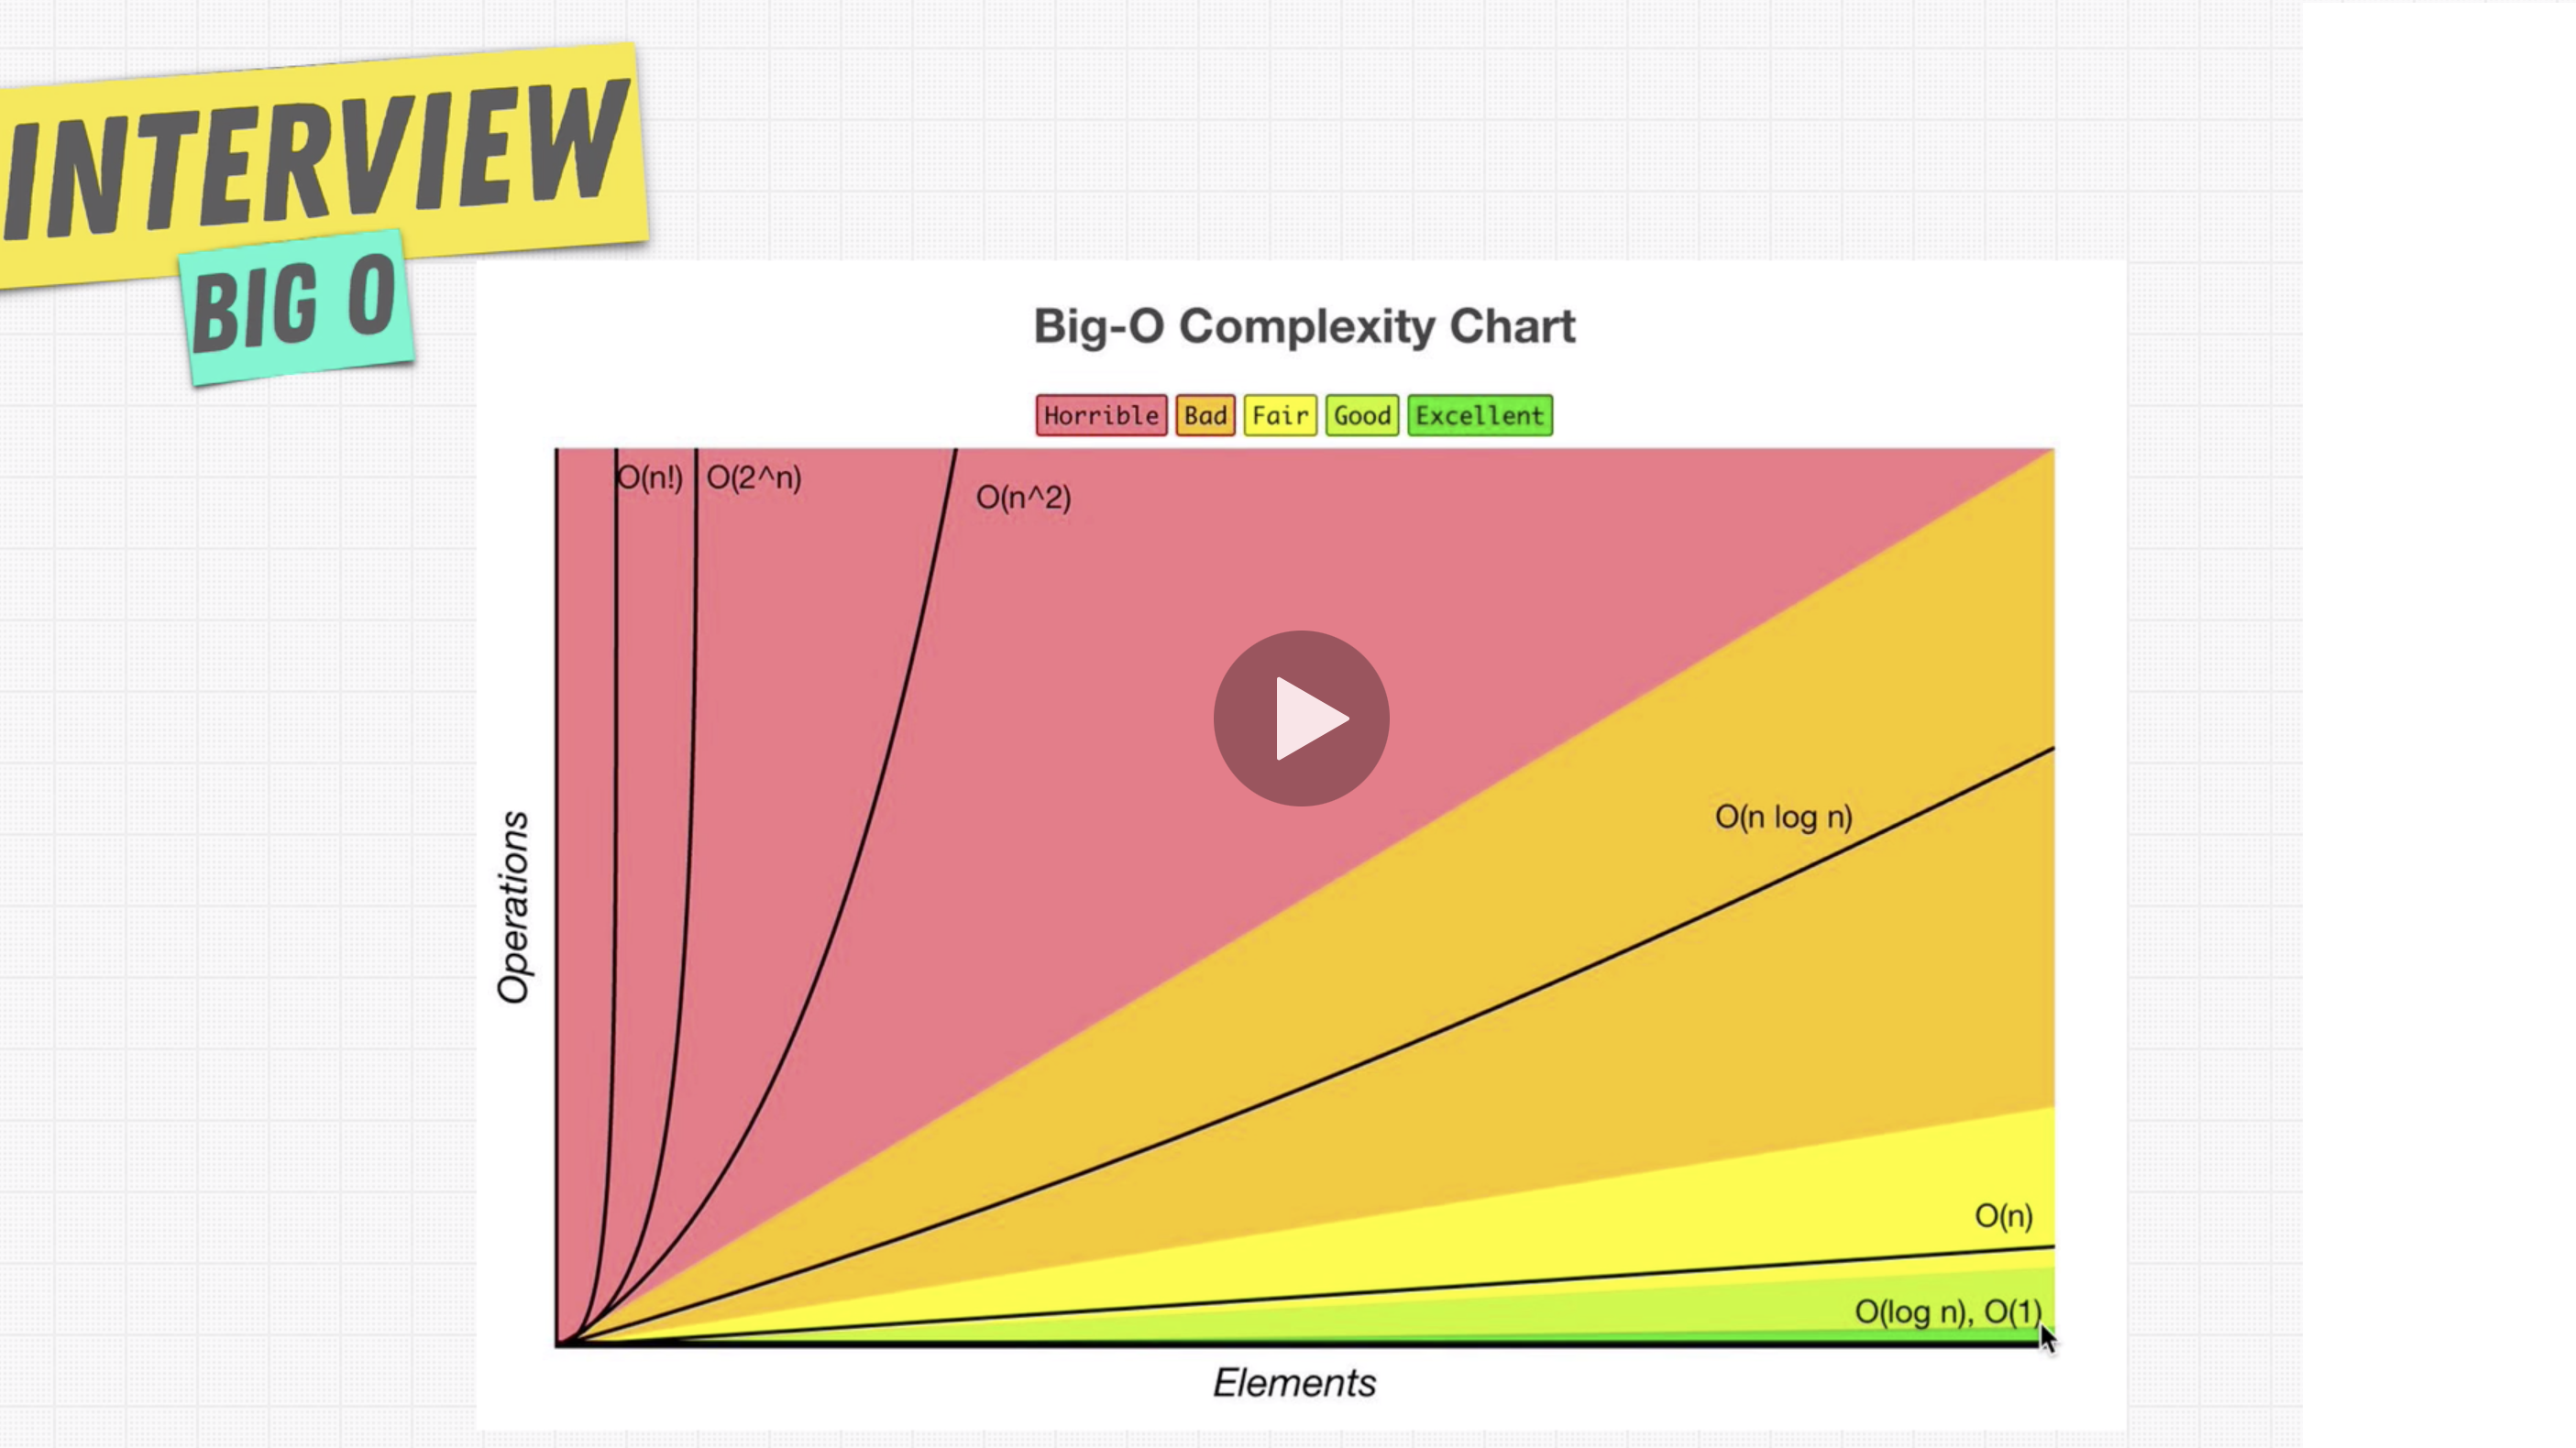 INTERVIEW
BIG O
Big-O Complexity Chart
Horrible Bad Fair Good Excellent
O(n!) O(2^n)
O(n^2)
O(n log n)
Operations
O(n)
O(log n), O(1)
Elements